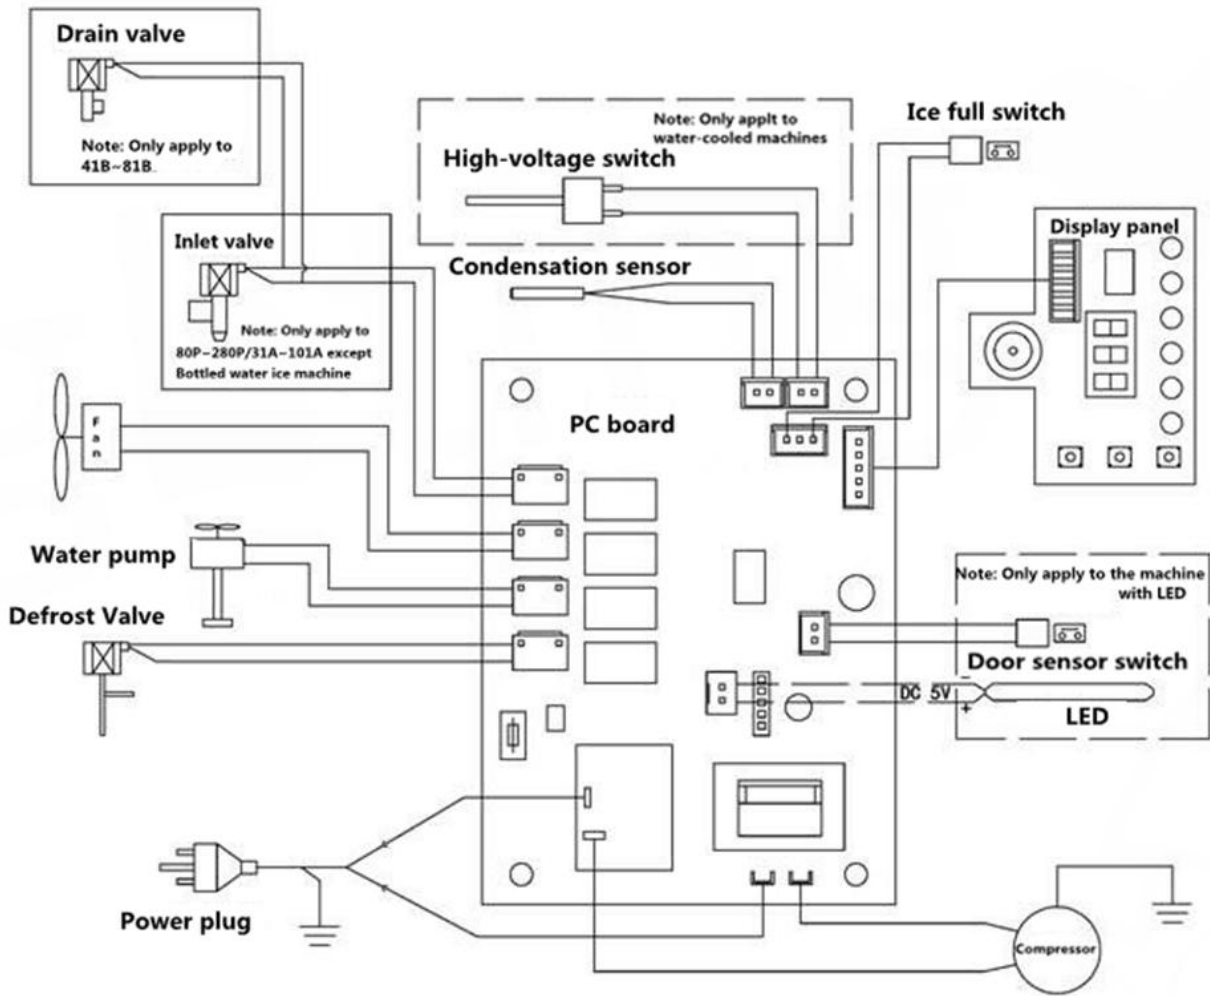 Drain valve
Note: Only apply to
41B~81B.
Inlet valve
Note: Only apply to
80P~280P/31A~101A except
Bottled water ice machine
Note: Only applt to
water-cooled machines
High-voltage switch
Condensation sensor
Ice full switch
Display panel
PC board
Fan
Water pump
Defrost Valve
Note: Only apply to the machine
with LED
Door sensor switch
DC 5V
-
+
LED
Power plug
Compressor